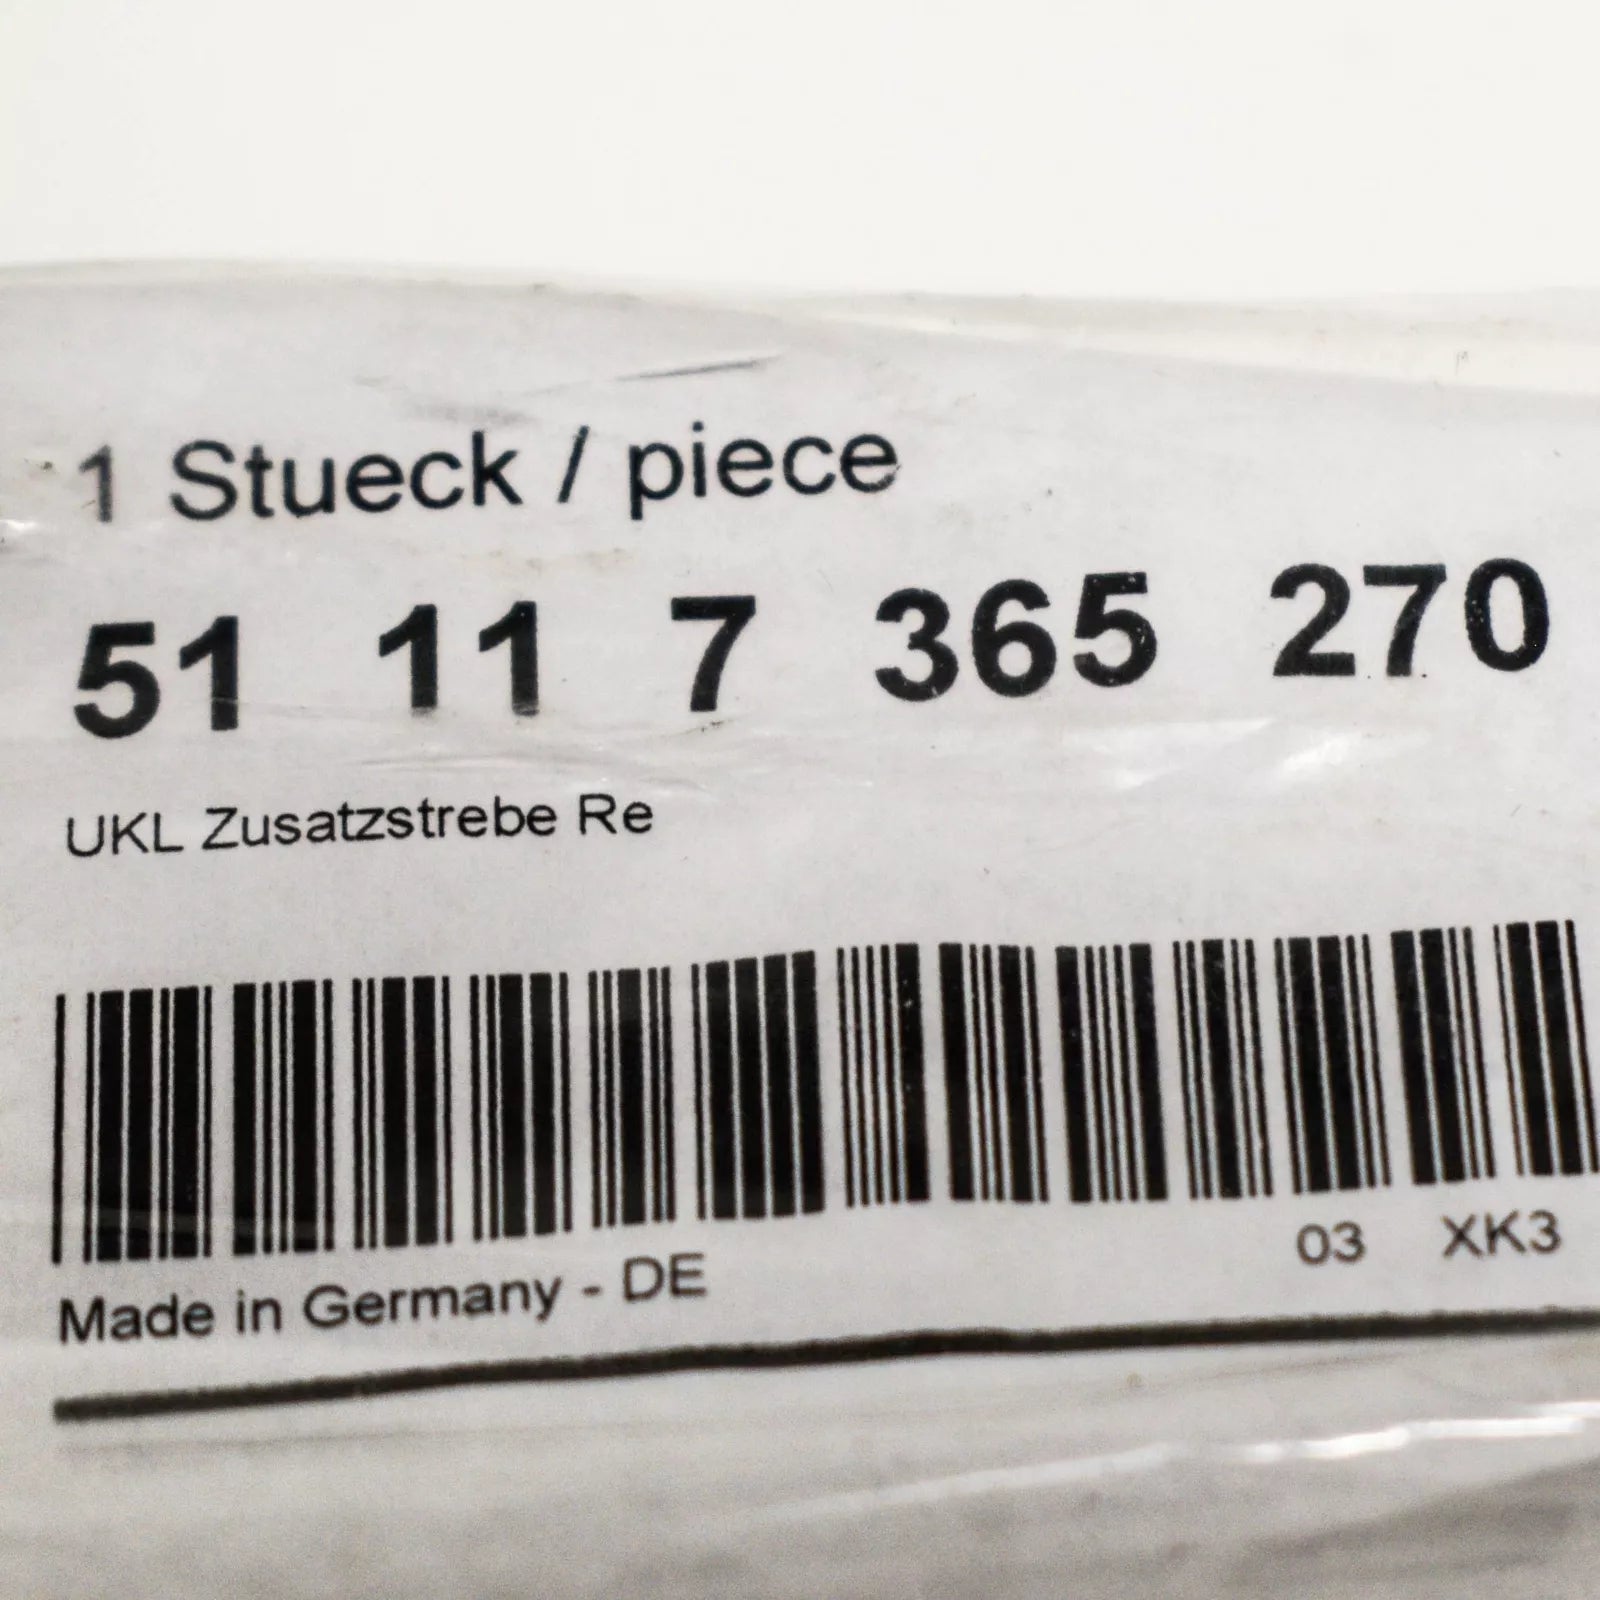 1 Stueck / piece
51 11 7 365 270
UKL Zusatzstrebe Re
03 XK3
Made in Germany - DE